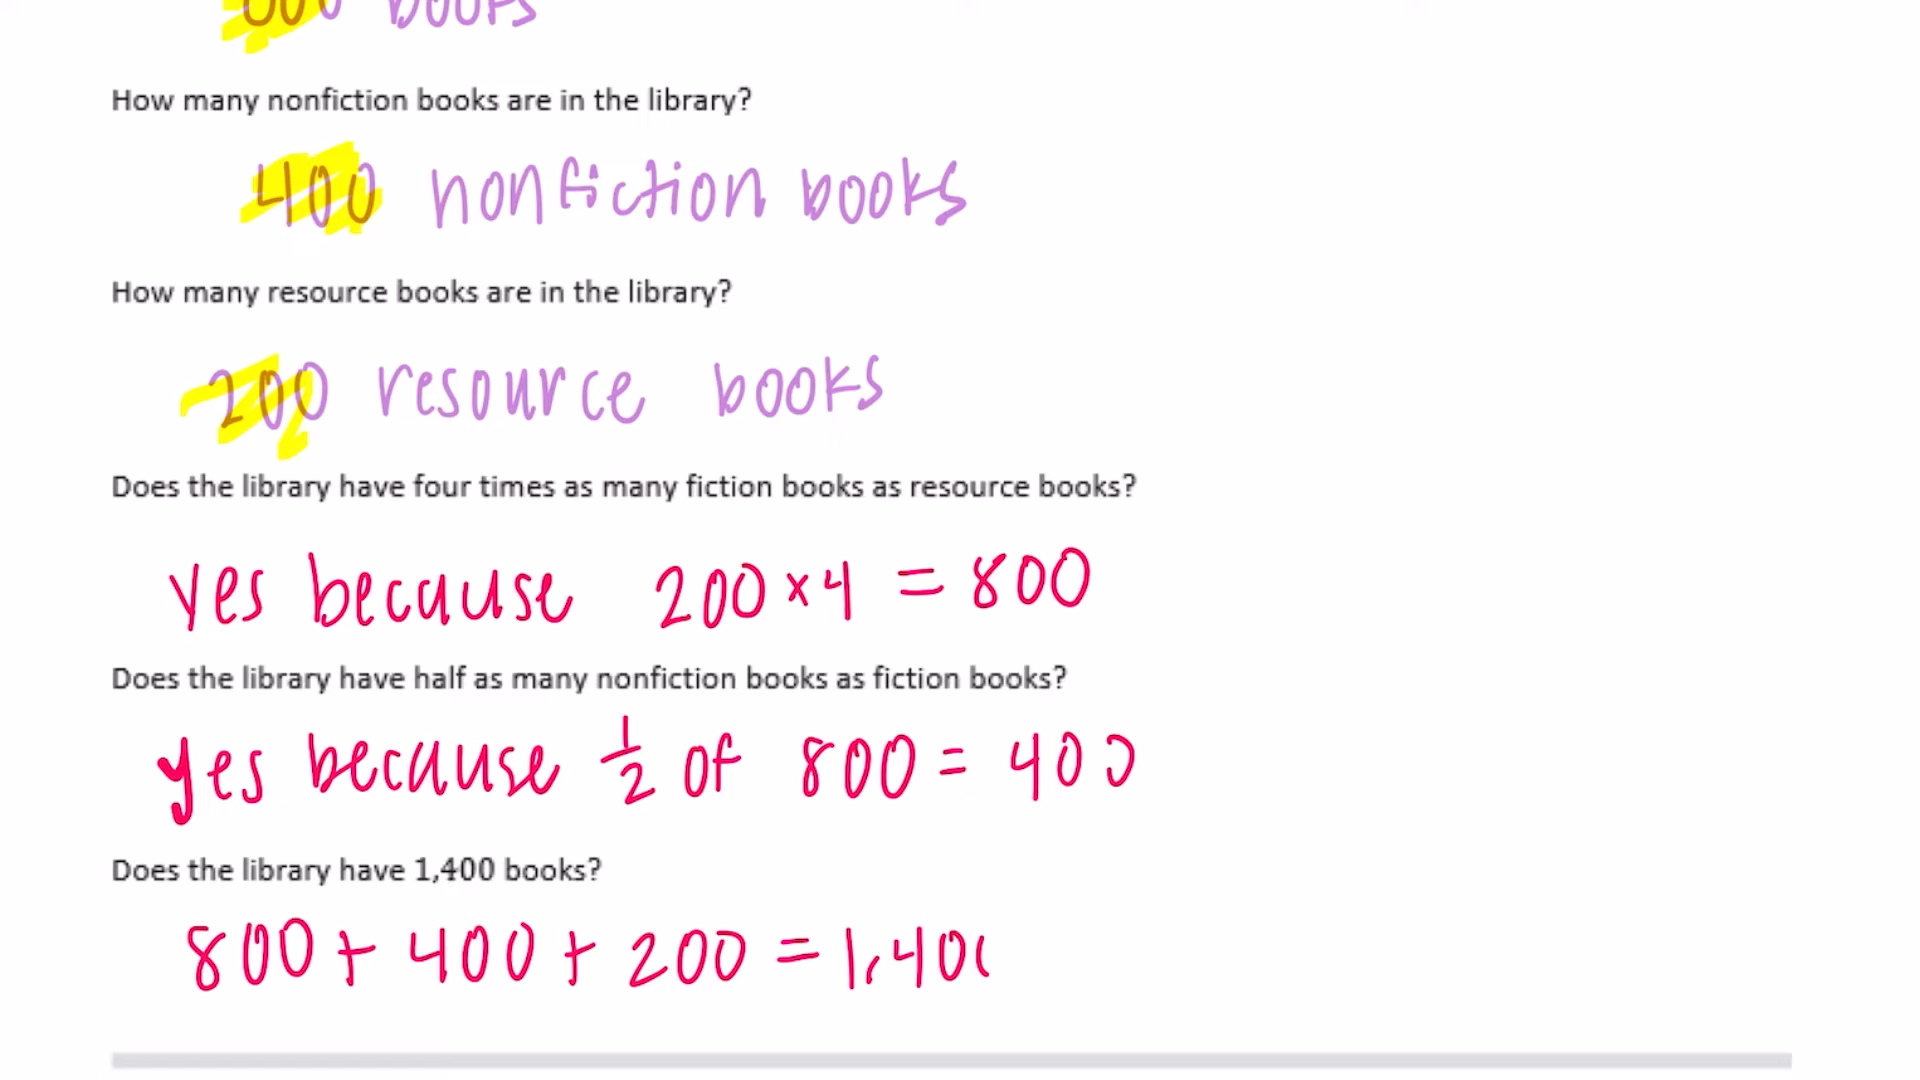 800 books
How many nonfiction books are in the library?
400 nonfiction books
How many resource books are in the library?
200 resource books
Does the library have four times as many fiction books as resource books?
yes because 200 × 4 = 800
Does the library have half as many nonfiction books as fiction books?
yes because 1/2 of 800 = 400
Does the library have 1,400 books?
800 + 400 + 200 = 1,400